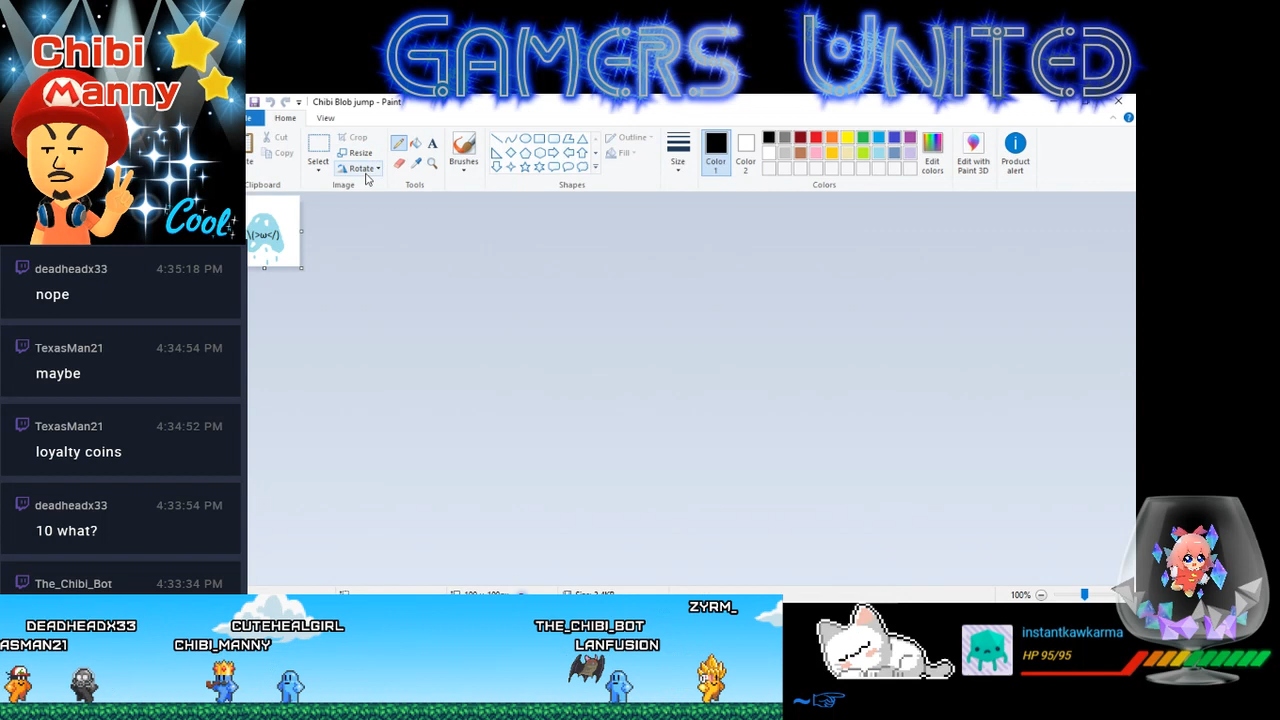 Gamers United
Chibi
Manny
Cool
Chibi Blob jump - Paint
Home
View
Cut
Copy
Clipboard
Select
Crop
Resize
Rotate
Image
Tools
Brushes
Outline
Fill
Shapes
Size
Color
1
Color
2
Edit
colors
Colors
Edit with
Paint 3D
Product
alert
\(>ω</)
deadheadx33 4:35:18 PM
nope
TexasMan21 4:34:54 PM
maybe
TexasMan21 4:34:52 PM
loyalty coins
deadheadx33 4:33:54 PM
10 what?
The_Chibi_Bot 4:33:34 PM
100%
DEADHEADX33
ASMAN21
CUTEHEALGIRL
CHIBI_MANNY
THE_CHIBI_BOT
LANFUSION
ZYRM_
instantkawkarma
HP 95/95
~☞